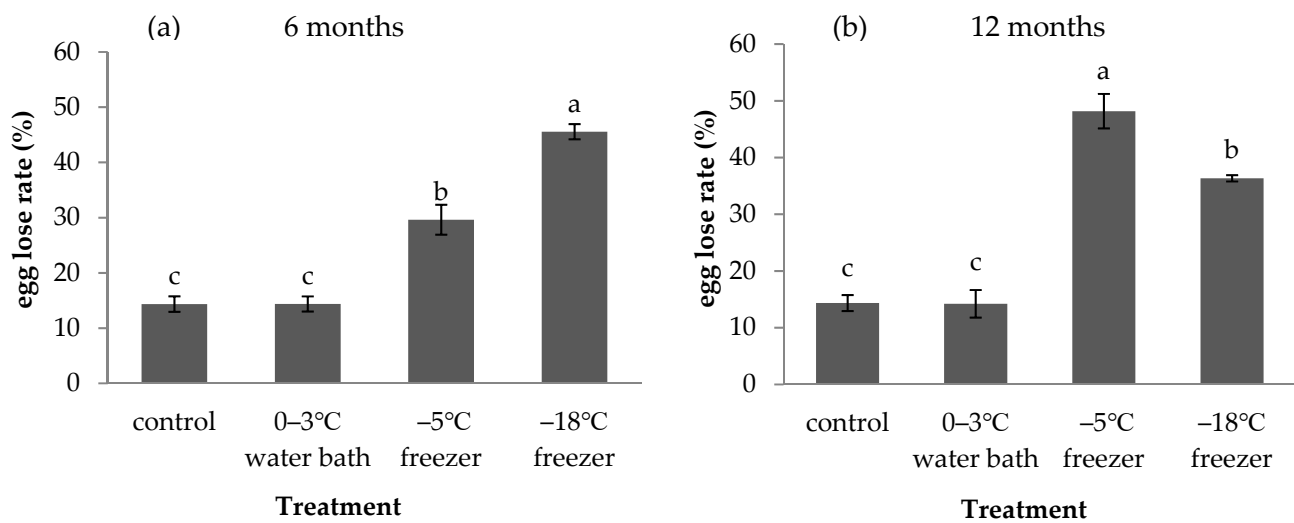 (a) 6 months
60
50
40
30
20
10
0
egg lose rate (%)
c
c
b
a
control
0–3°C
water bath
–5°C
freezer
–18°C
freezer
Treatment
(b) 12 months
60
50
40
30
20
10
0
egg lose rate (%)
c
c
a
b
control
0–3°C
water bath
–5°C
freezer
–18°C
freezer
Treatment